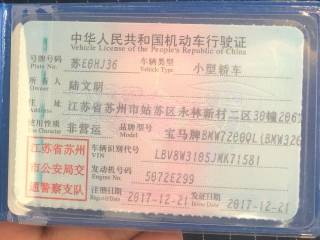 中华人民共和国机动车行驶证
Vehicle License of the People's Republic of China
号牌号码 苏E0HJ36 车辆类型 小型轿车
Plate No. Vehicle Type
所有人 陆文明
Owner
住址 江苏省苏州市姑苏区永林新村二区30幢206
使用性质 非营运 品牌型号 宝马牌BMW7200QL(BMW326
Use Character
江苏省苏州市公安局交通警察支队
车辆识别代号 LBV8W3105JMK71581
VIN
发动机号码 5072E299
Engine No.
注册日期 2017-12-21 发证日期 2017-12-21
Register Date Issue Date